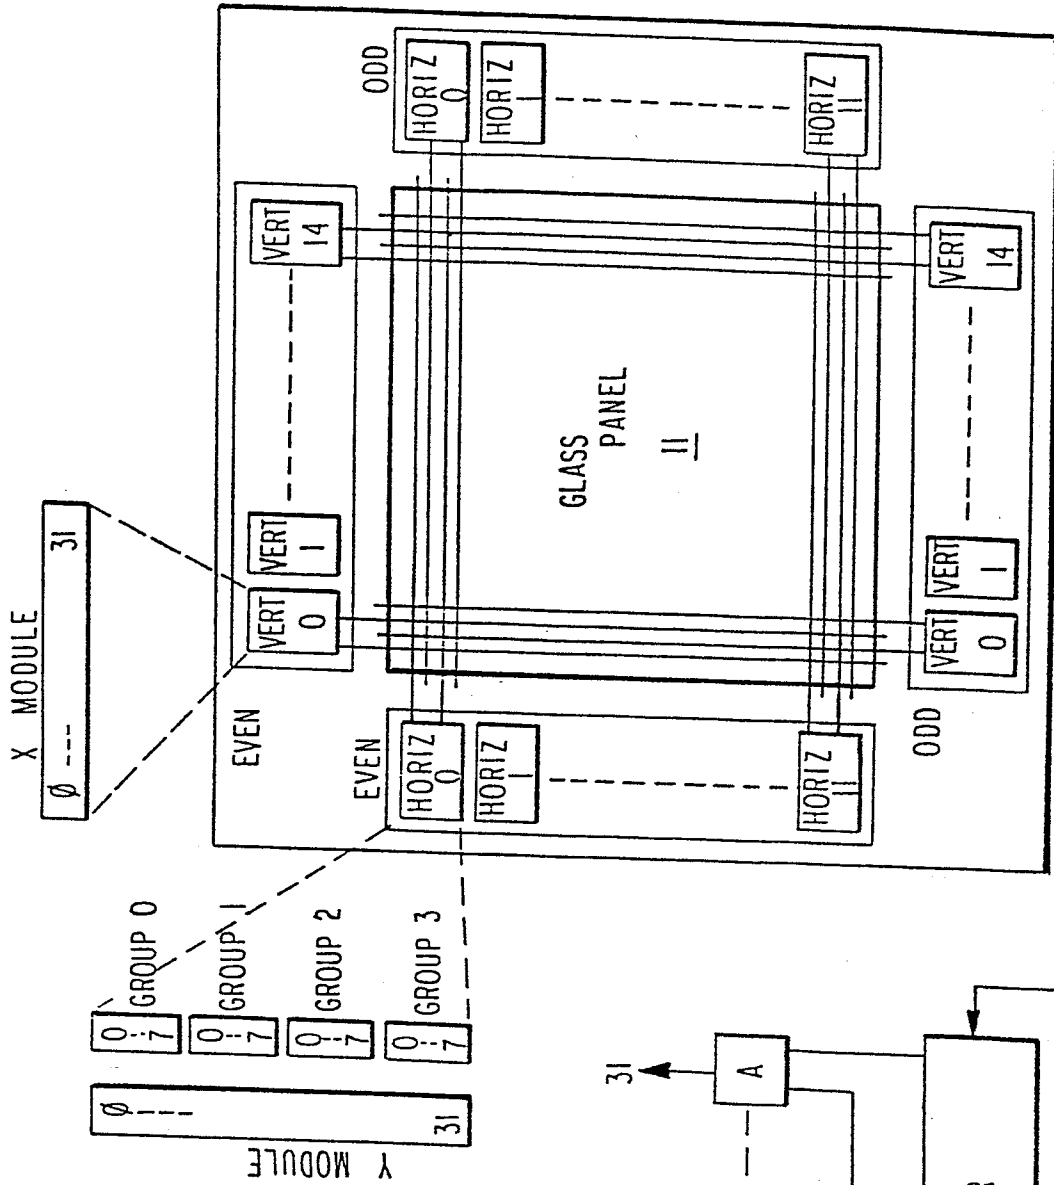 X MODULE
Ø --- 31
EVEN
VERT
0
VERT
1
VERT
14
EVEN
HORIZ
0
HORIZ
1
HORIZ
11
ODD
HORIZ
0
HORIZ
1
HORIZ
11
GLASS
PANEL
11
ODD
VERT
0
VERT
1
VERT
14
Y MODULE
Ø----
31
0--7
GROUP 0
0--7
GROUP 1
0--7
GROUP 2
0--7
GROUP 3
31
A